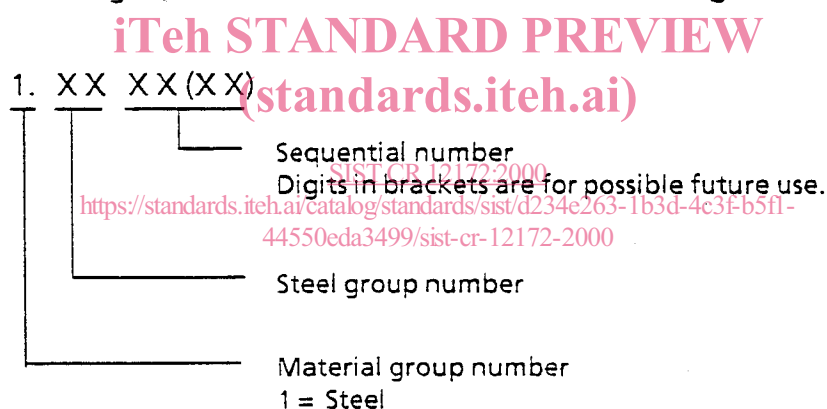 iTeh STANDARD PREVIEW
1. XX XX(XX)
(standards.iteh.ai)
Sequential number
SIST CR 12172:2000
Digits in brackets are for possible future use.
https://standards.iteh.ai/catalog/standards/sist/d234e263-1b3d-4c3f-b5f1-
44550eda3499/sist-cr-12172-2000
Steel group number
Material group number
1 = Steel